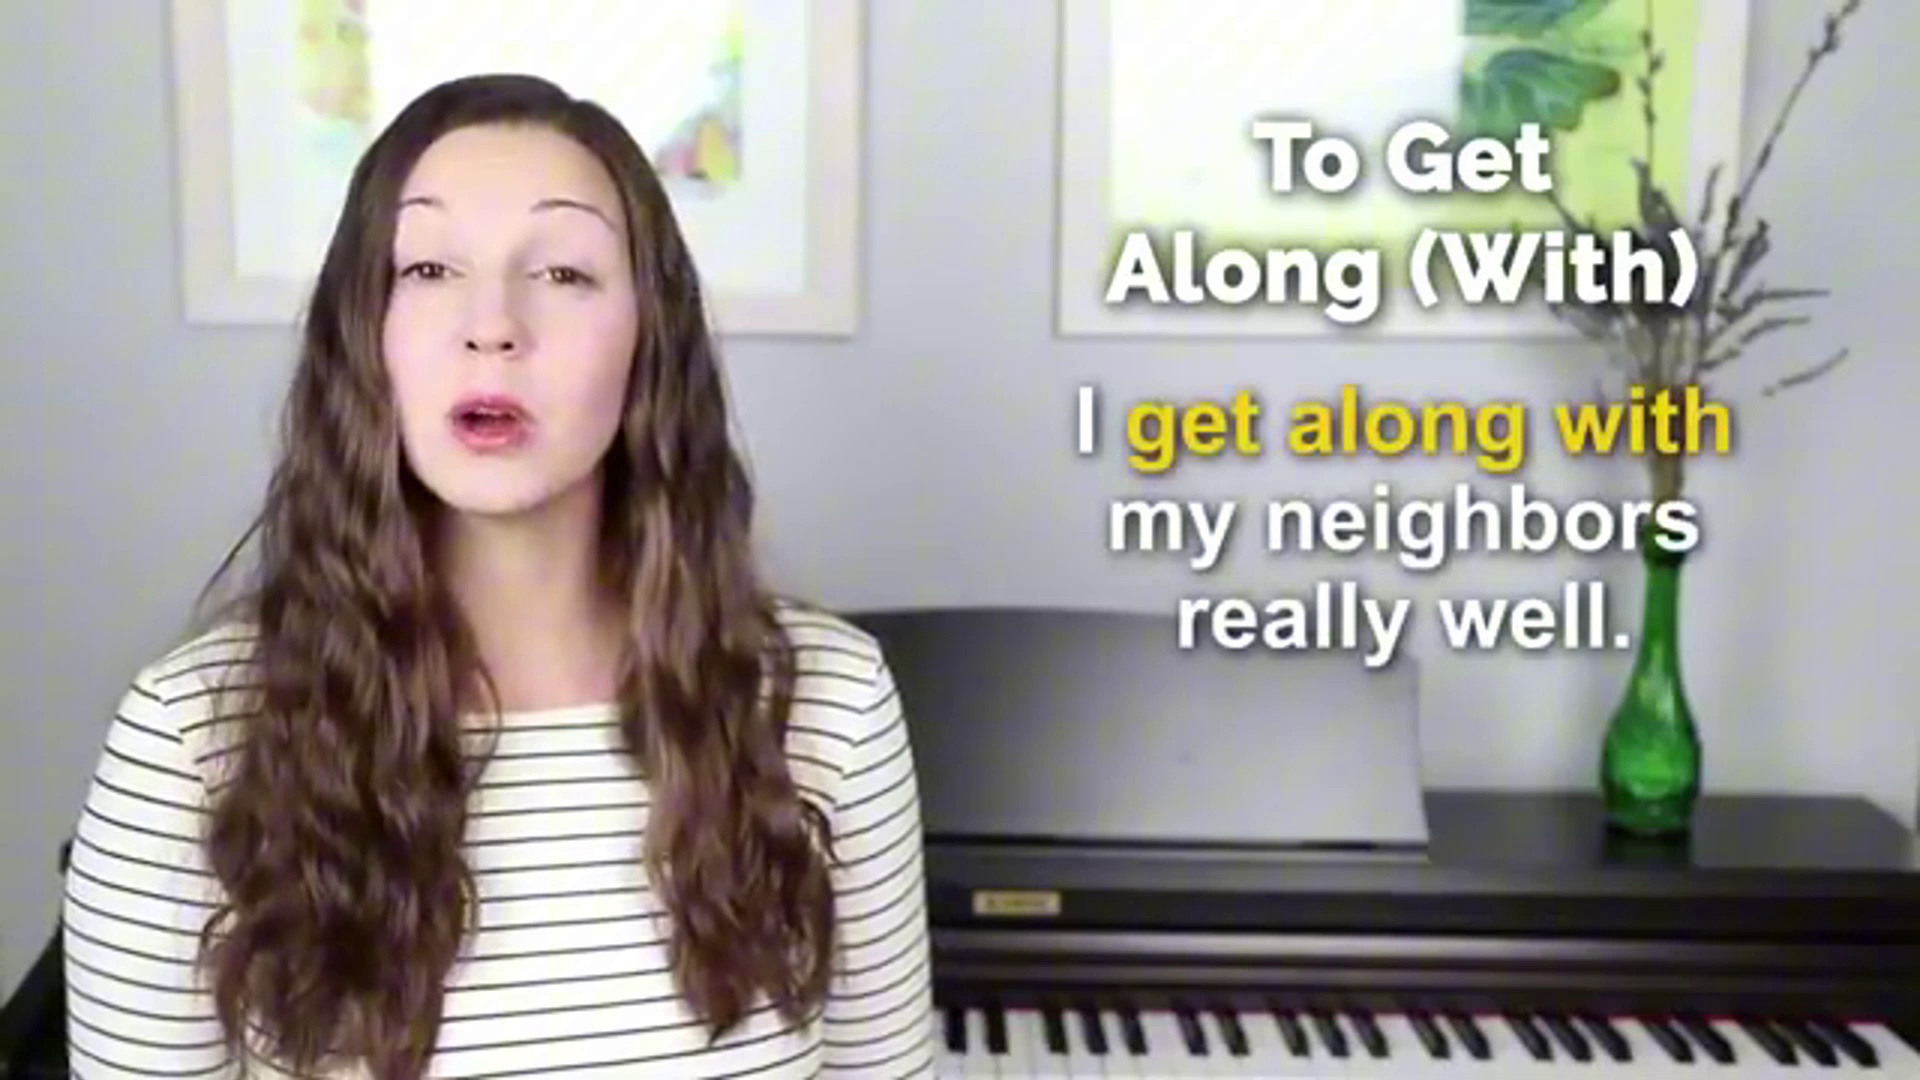 To Get
Along (With)
I get along with
my neighbors
really well.